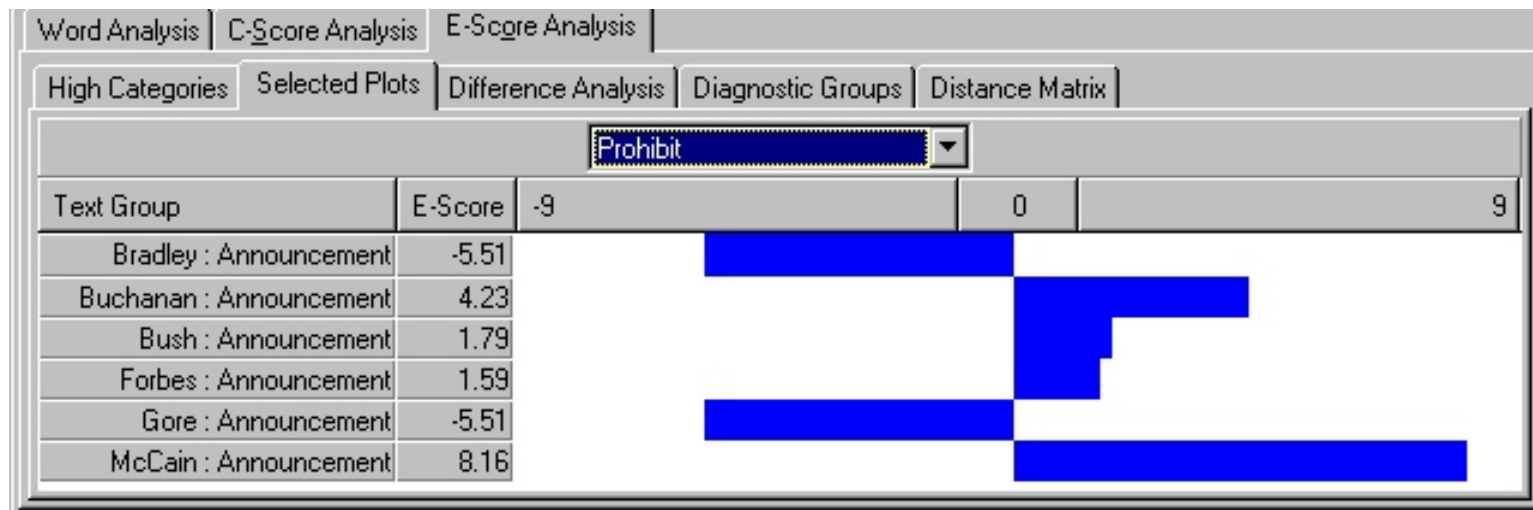 Word Analysis C-Score Analysis E-Score Analysis
High Categories Selected Plots Difference Analysis Diagnostic Groups Distance Matrix
Prohibit
Text Group E-Score -9 0 9
Bradley : Announcement -5.51
Buchanan : Announcement 4.23
Bush : Announcement 1.79
Forbes : Announcement 1.59
Gore : Announcement -5.51
McCain : Announcement 8.16